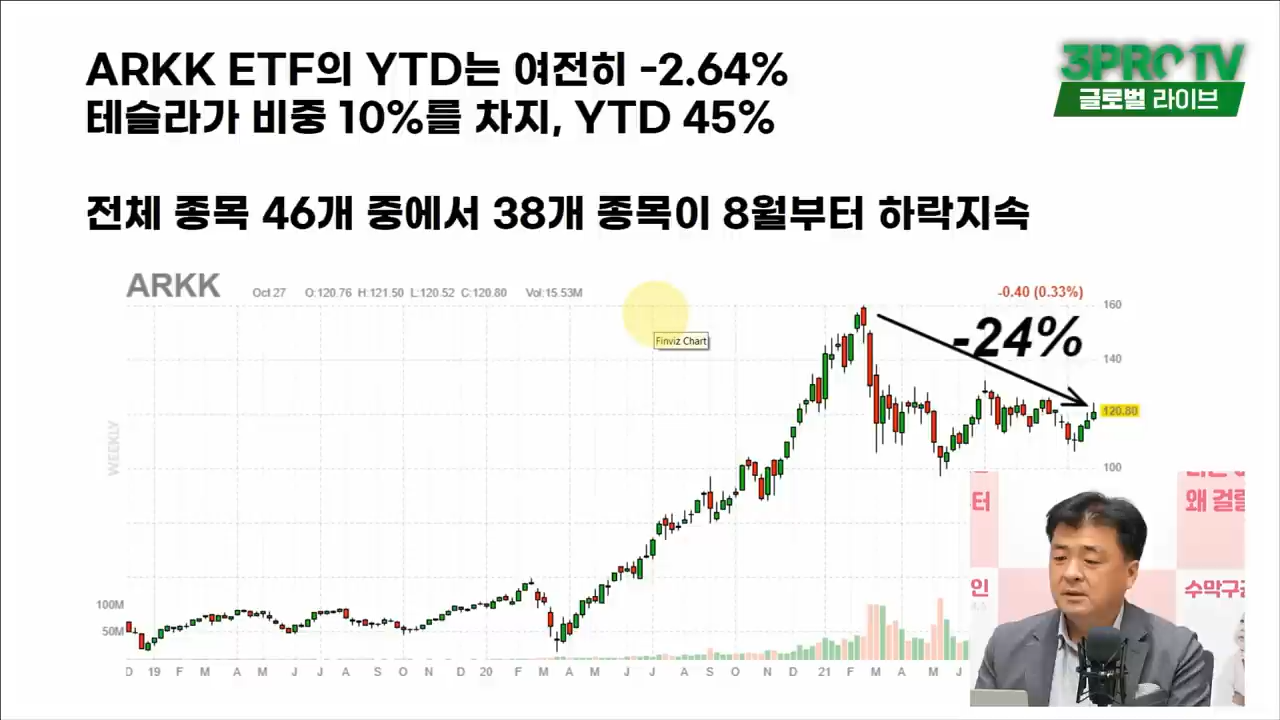 ARKK ETF의 YTD는 여전히 -2.64%
테슬라가 비중 10%를 차지, YTD 45%
3PRO TV
글로벌 라이브
전체 종목 46개 중에서 38개 종목이 8월부터 하락지속
ARKK Oct 27 O:120.76 H:121.50 L:120.52 C:120.80 Vol:15.53M
-0.40 (0.33%)
160
-24%
Finviz Chart
140
120.80
WEEKLY
100
100M
50M
D 19 F M A M J J A S O N D 20 F M A M J J A S O N D 21 F M A M J
터
왜 걸
인
수막구